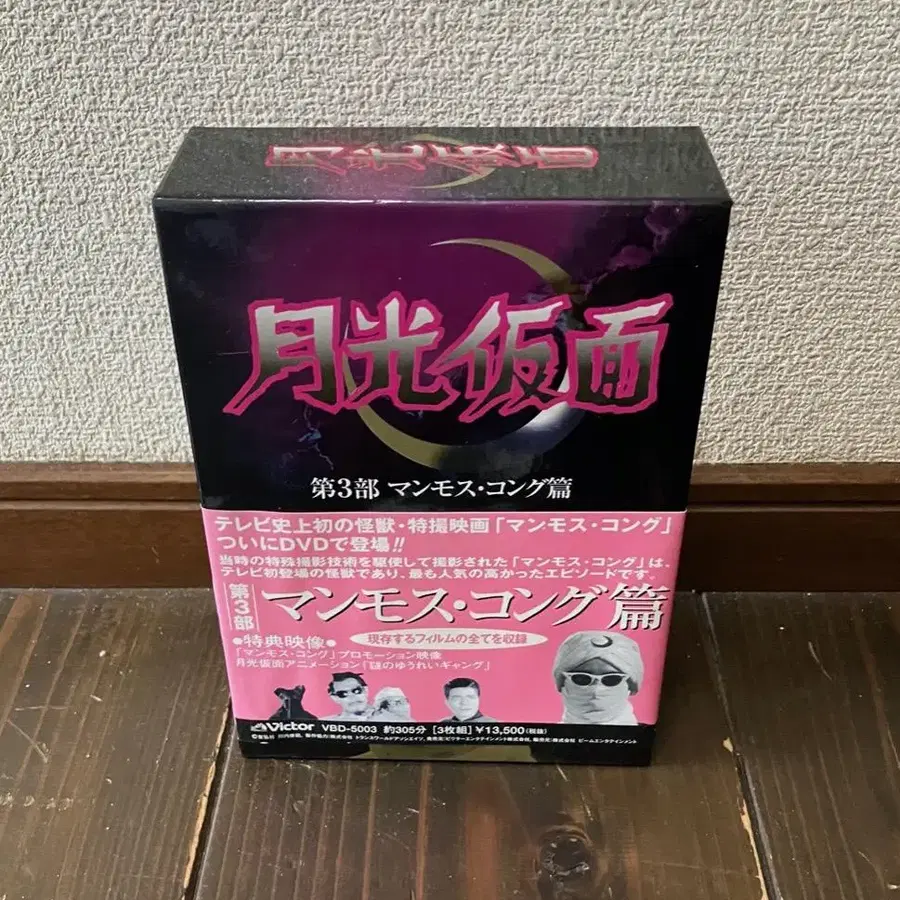 月光仮面
月光仮面
第3部 マンモス・コング篇
テレビ史上初の怪獣・特撮映画「マンモス・コング」
ついにDVDで登場!!
当時の特殊撮影技術を駆使して撮影された「マンモス・コング」は、
テレビ初登場の怪獣であり、最も人気の高かったエピソードです。
第3部 マンモス・コング篇
●特典映像● 現存するフィルムの全てを収録
「マンモス・コング」プロモーション映像
月光仮面アニメーション「謎のゆうれいギャング」
Victor VBD-5003 約305分 [3枚組] ¥13,500(税抜)